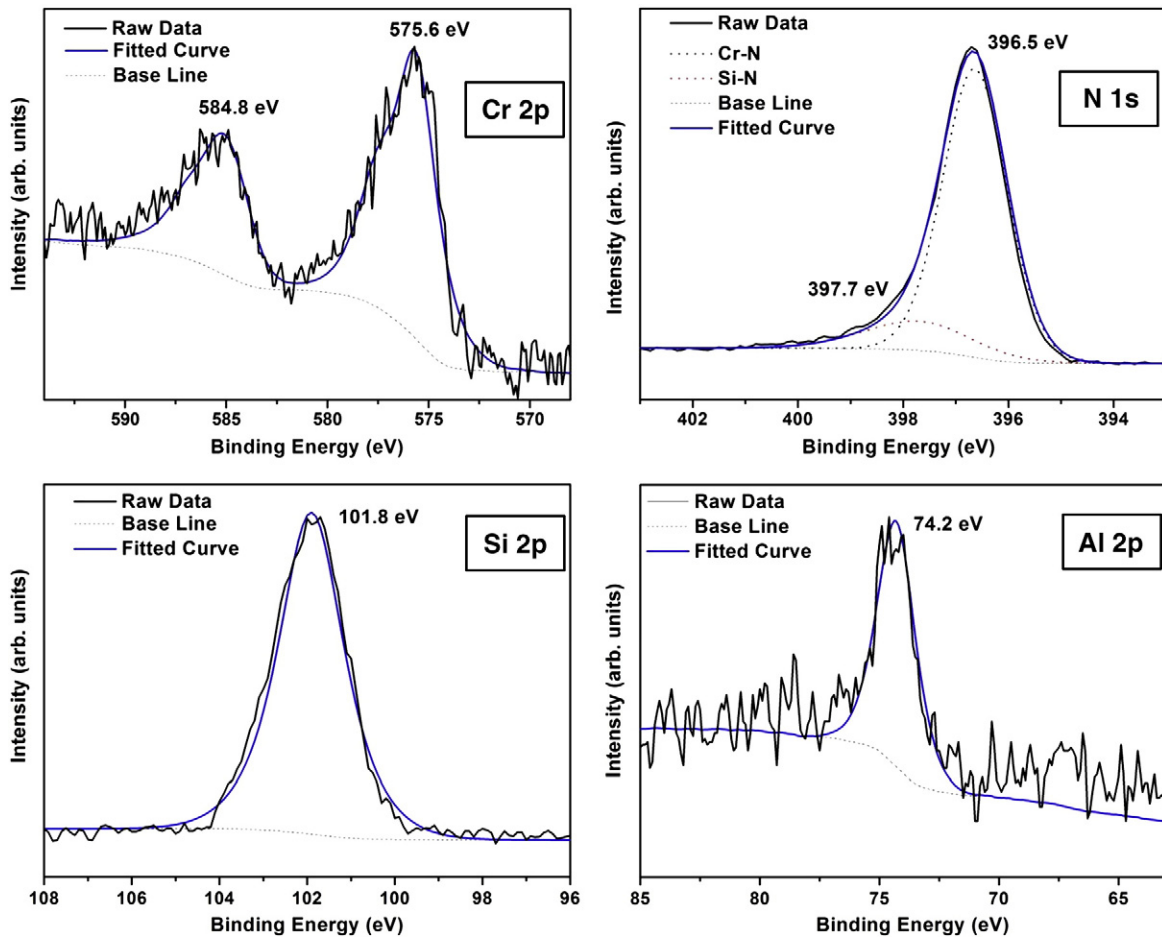 Raw Data
Fitted Curve
Base Line
575.6 eV
584.8 eV
Cr 2p
Intensity (arb. units)
590 585 580 575 570
Binding Energy (eV)
Raw Data
Cr-N
Si-N
Base Line
Fitted Curve
396.5 eV
N 1s
397.7 eV
Intensity (arb. units)
402 400 398 396 394
Binding Energy (eV)
Raw Data
Base Line
Fitted Curve
101.8 eV
Si 2p
Intensity (arb. units)
108 106 104 102 100 98 96
Binding Energy (eV)
Raw Data
Base Line
Fitted Curve
74.2 eV
Al 2p
Intensity (arb. units)
85 80 75 70 65
Binding Energy (eV)